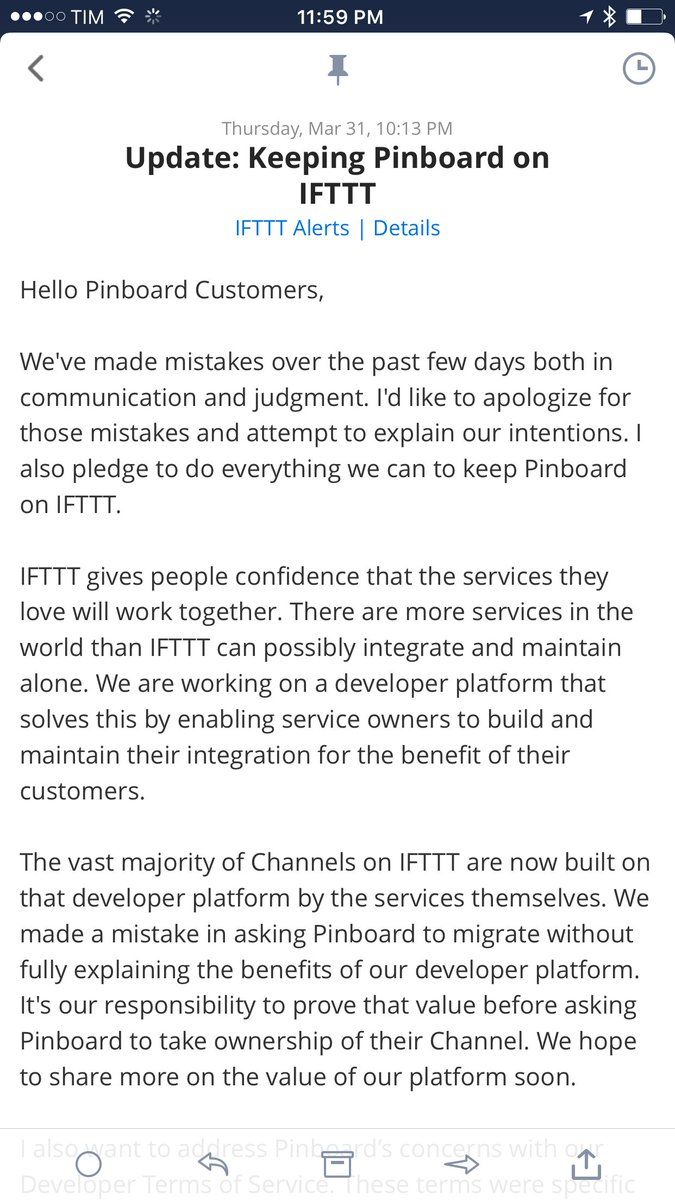 TIM 11:59 PM
Thursday, Mar 31, 10:13 PM
Update: Keeping Pinboard on
IFTTT
IFTTT Alerts | Details
Hello Pinboard Customers,
We've made mistakes over the past few days both in
communication and judgment. I'd like to apologize for
those mistakes and attempt to explain our intentions. I
also pledge to do everything we can to keep Pinboard
on IFTTT.
IFTTT gives people confidence that the services they
love will work together. There are more services in the
world than IFTTT can possibly integrate and maintain
alone. We are working on a developer platform that
solves this by enabling service owners to build and
maintain their integration for the benefit of their
customers.
The vast majority of Channels on IFTTT are now built on
that developer platform by the services themselves. We
made a mistake in asking Pinboard to migrate without
fully explaining the benefits of our developer platform.
It's our responsibility to prove that value before asking
Pinboard to take ownership of their Channel. We hope
to share more on the value of our platform soon.
I also want to address Pinboard's concerns with our
Developer Terms of Service. These terms were specific